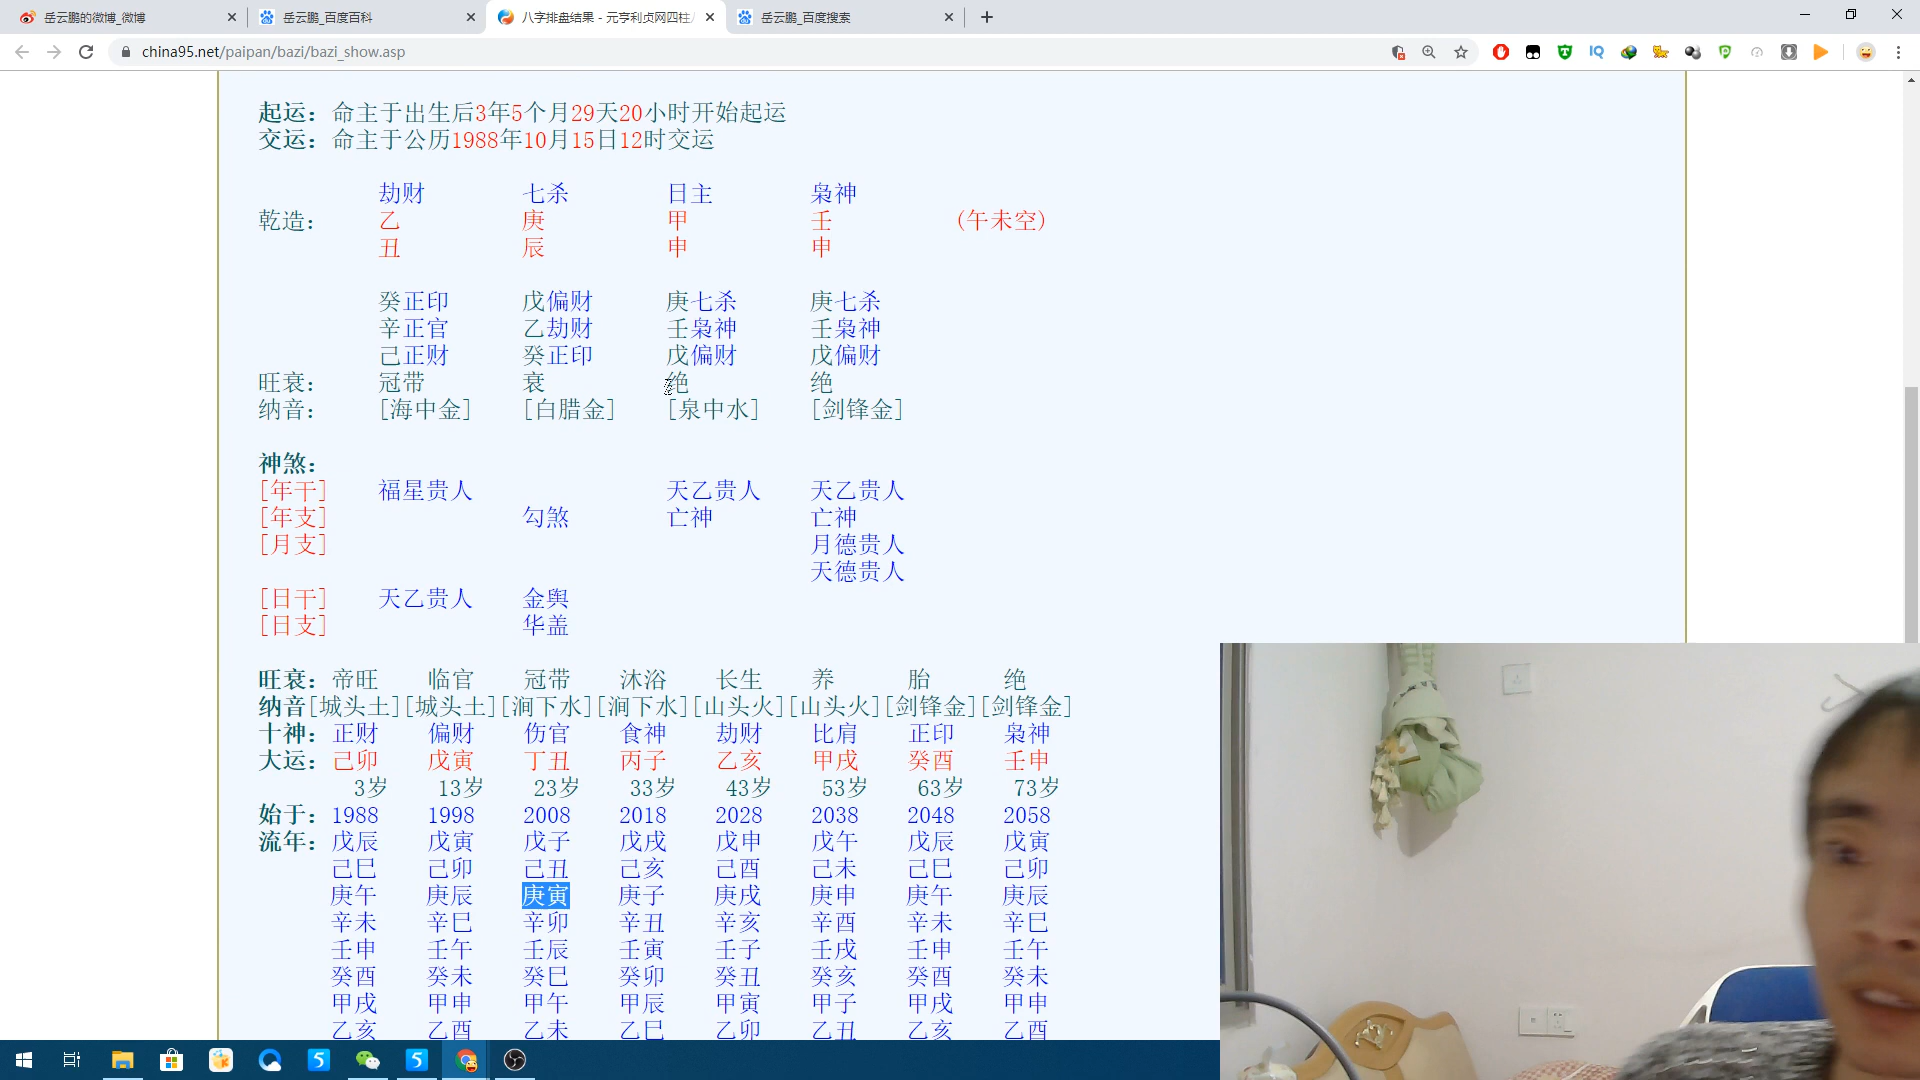 岳云鹏的微博_微博
岳云鹏_百度百科
八字排盘结果 - 元亨利贞网四柱
岳云鹏_百度搜索
china95.net/paipan/bazi/bazi_show.asp
起运：命主于出生后3年5个月29天20小时开始起运
交运：命主于公历1988年10月15日12时交运
劫财 七杀 日主 枭神
乾造： 乙 庚 甲 壬 （午未空）
丑 辰 申 申
癸正印 戊偏财 庚七杀 庚七杀
辛正官 乙劫财 壬枭神 壬枭神
己正财 癸正印 戊偏财 戊偏财
旺衰： 冠带 衰 绝 绝
纳音： [海中金] [白腊金] [泉中水] [剑锋金]
神煞：
[年干] 福星贵人 天乙贵人 天乙贵人
[年支] 勾煞 亡神 亡神
[月支] 月德贵人
天德贵人
[日干] 天乙贵人 金舆
[日支] 华盖
旺衰：帝旺 临官 冠带 沐浴 长生 养 胎 绝
纳音[城头土][城头土][涧下水][涧下水][山头火][山头火][剑锋金][剑锋金]
十神：正财 偏财 伤官 食神 劫财 比肩 正印 枭神
大运：己卯 戊寅 丁丑 丙子 乙亥 甲戌 癸酉 壬申
3岁 13岁 23岁 33岁 43岁 53岁 63岁 73岁
始于：1988 1998 2008 2018 2028 2038 2048 2058
流年：戊辰 戊寅 戊子 戊戌 戊申 戊午 戊辰 戊寅
己巳 己卯 己丑 己亥 己酉 己未 己巳 己卯
庚午 庚辰 庚寅 庚子 庚戌 庚申 庚午 庚辰
辛未 辛巳 辛卯 辛丑 辛亥 辛酉 辛未 辛巳
壬申 壬午 壬辰 壬寅 壬子 壬戌 壬申 壬午
癸酉 癸未 癸巳 癸卯 癸丑 癸亥 癸酉 癸未
甲戌 甲申 甲午 甲辰 甲寅 甲子 甲戌 甲申
乙亥 乙酉 乙未 乙巳 乙卯 乙丑 乙亥 乙酉